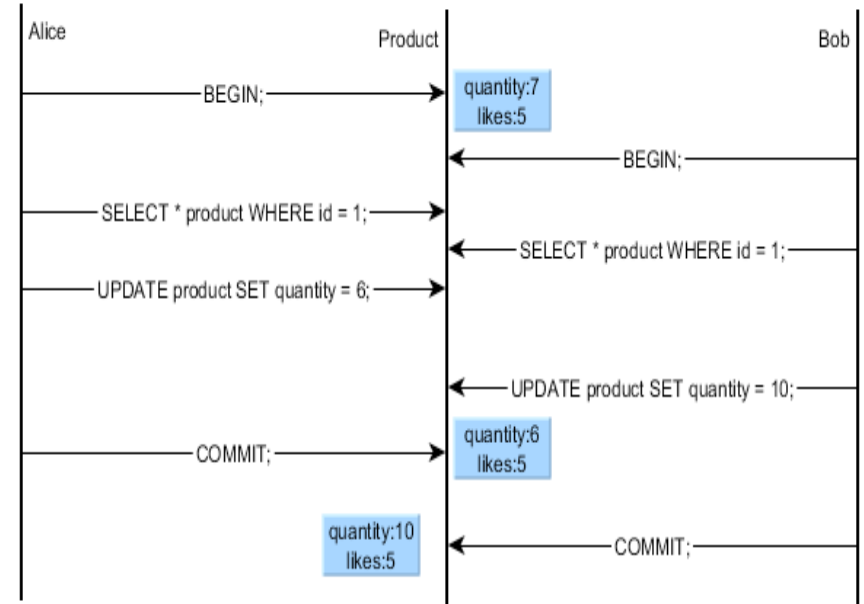 Alice
Product
Bob
BEGIN;
quantity:7
likes:5
BEGIN;
SELECT * product WHERE id = 1;
SELECT * product WHERE id = 1;
UPDATE product SET quantity = 6;
UPDATE product SET quantity = 10;
COMMIT;
quantity:6
likes:5
quantity:10
likes:5
COMMIT;